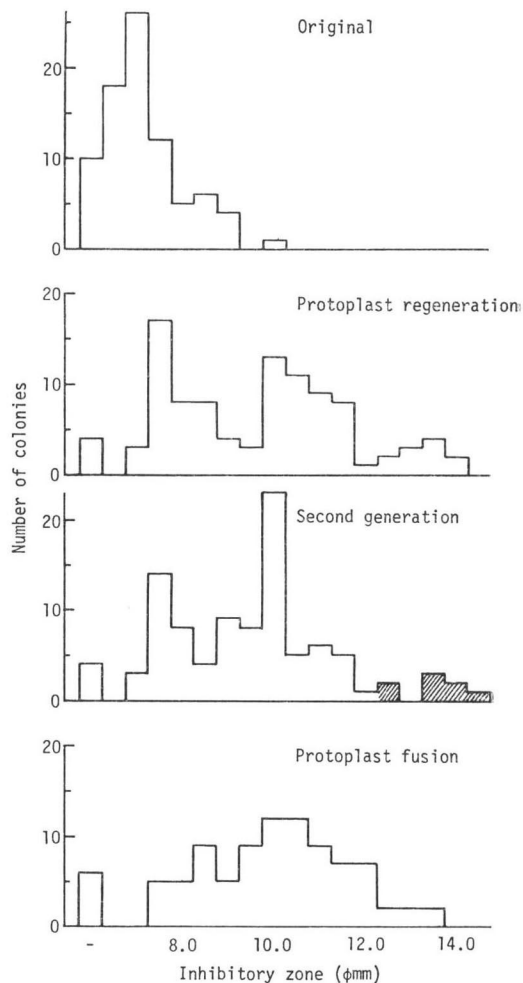 Original
20
10
0
Protoplast regeneration
20
10
0
Number of colonies
Second generation
20
10
0
Protoplast fusion
20
10
0
- 8.0 10.0 12.0 14.0
Inhibitory zone (φmm)